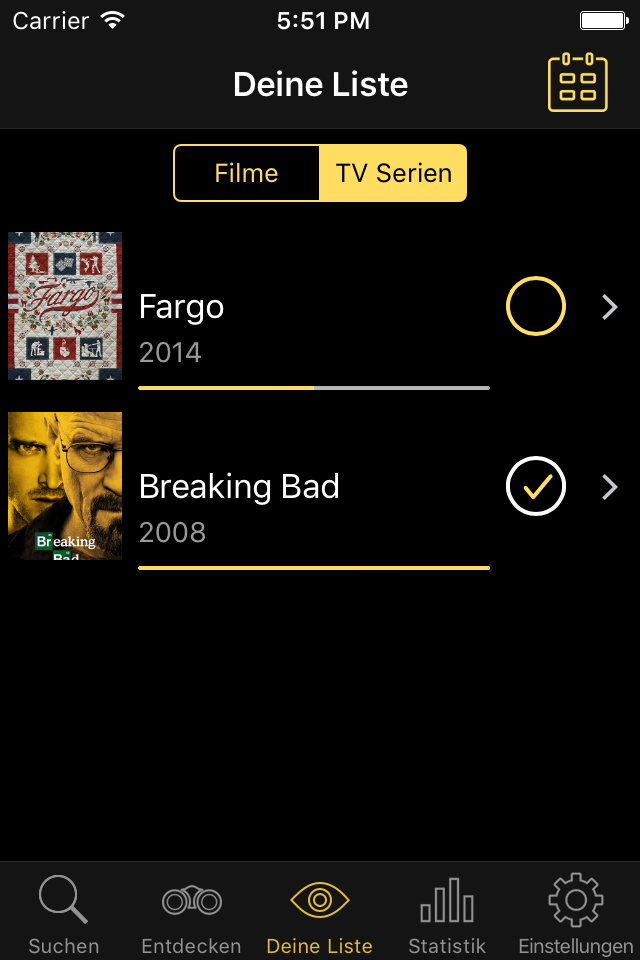 Carrier 5:51 PM
Deine Liste
Filme TV Serien
Fargo
Fargo
2014
Breaking Bad
2008
Breaking
Bad
Suchen Entdecken Deine Liste Statistik Einstellungen